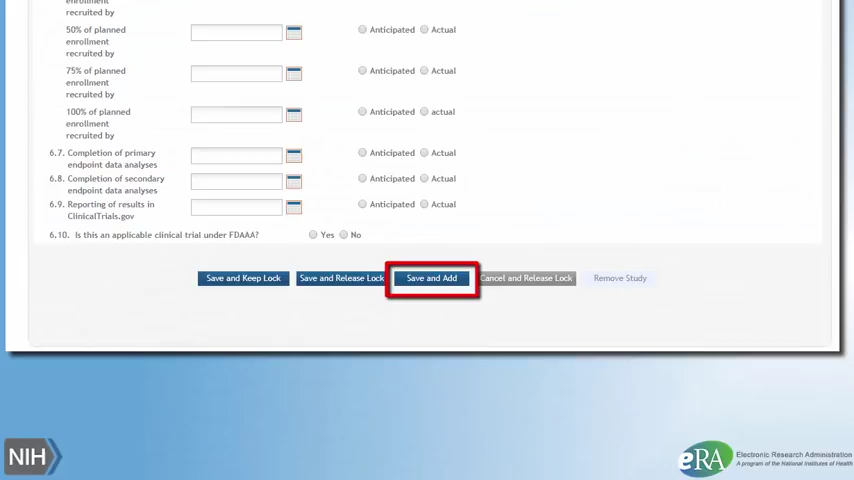 enrollment
recruited by
50% of planned
enrollment
recruited by
Anticipated Actual
75% of planned
enrollment
recruited by
Anticipated Actual
100% of planned
enrollment
recruited by
Anticipated actual
6.7. Completion of primary
endpoint data analyses
Anticipated Actual
6.8. Completion of secondary
endpoint data analyses
Anticipated Actual
6.9. Reporting of results in
ClinicalTrials.gov
Anticipated Actual
6.10. Is this an applicable clinical trial under FDAAA? Yes No
Save and Keep Lock Save and Release Lock Save and Add Cancel and Release Lock Remove Study
NIH
eRA
Electronic Research Administration
A program of the National Institutes of Health